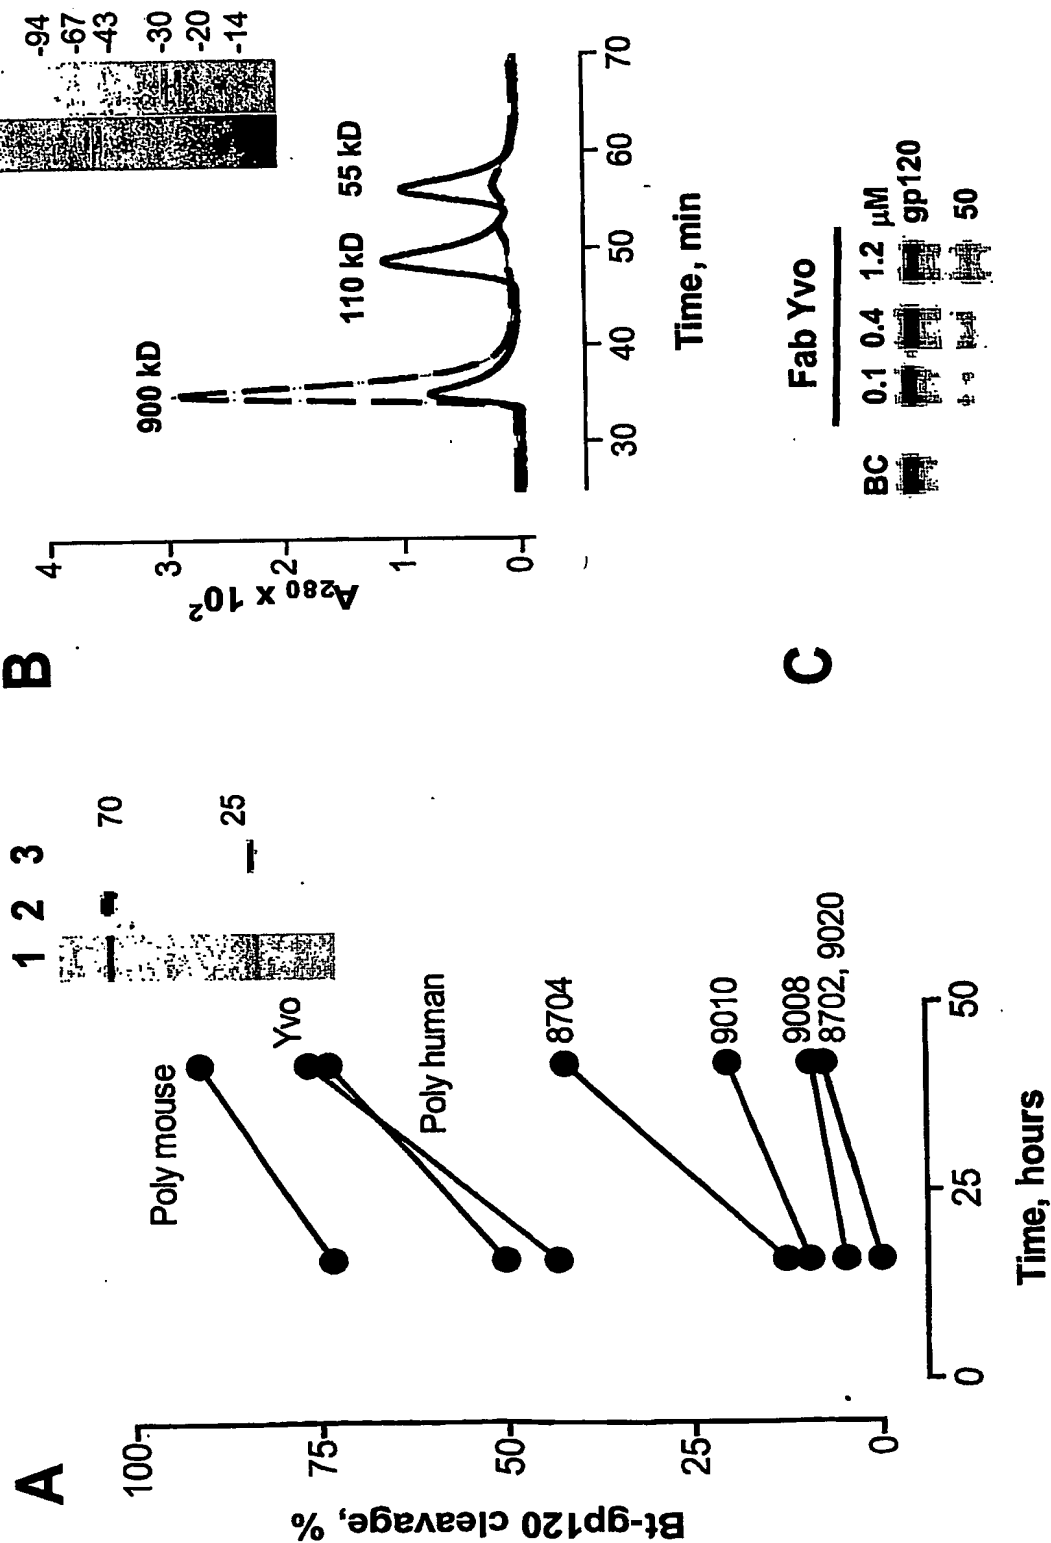 A
Bt-gp120 cleavage, %
100
75
50
25
0
0
25
50
Time, hours
Poly mouse
Yvo
Poly human
8704
9010
9008
8702, 9020
1 2 3
70
25
B
A280 x 10²
4
3
2
1
0
900 kD
110 kD
55 kD
30
40
50
60
70
Time, min
-94
-67
-43
-30
-20
-14
C
Fab Yvo
BC 0.1 0.4 1.2 µM
gp120
50